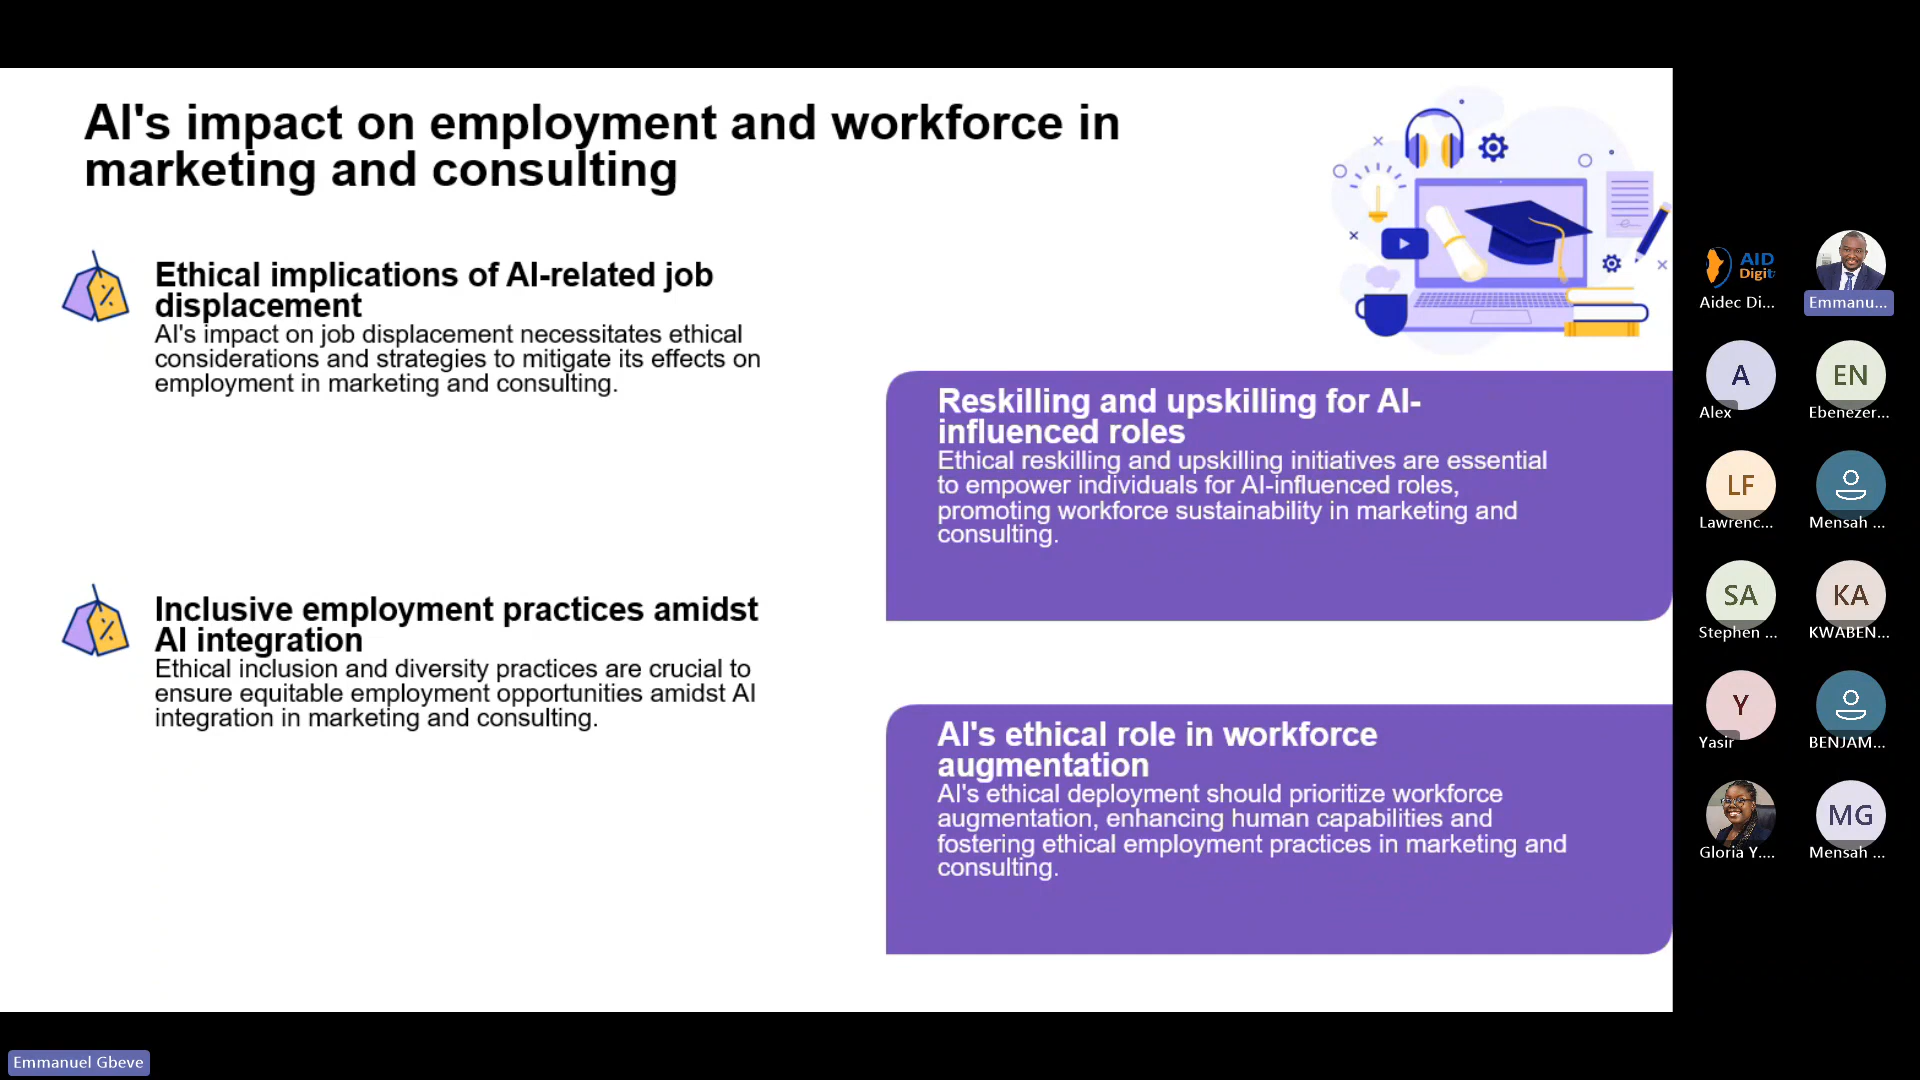 AI's impact on employment and workforce in
marketing and consulting
Ethical implications of AI-related job
displacement
AI's impact on job displacement necessitates ethical
considerations and strategies to mitigate its effects on
employment in marketing and consulting.
Reskilling and upskilling for AI-
influenced roles
Ethical reskilling and upskilling initiatives are essential
to empower individuals for AI-influenced roles,
promoting workforce sustainability in marketing and
consulting.
Inclusive employment practices amidst
AI integration
Ethical inclusion and diversity practices are crucial to
ensure equitable employment opportunities amidst AI
integration in marketing and consulting.
AI's ethical role in workforce
augmentation
AI's ethical deployment should prioritize workforce
augmentation, enhancing human capabilities and
fostering ethical employment practices in marketing and
consulting.
AID
Digit
Aidec Di...
Emmanu...
A
Alex
EN
Ebenezer...
LF
Lawrenc...
Mensah ...
SA
Stephen ...
KA
KWABEN...
Y
Yasir
BENJAM...
Gloria Y....
MG
Mensah ...
Emmanuel Gbeve